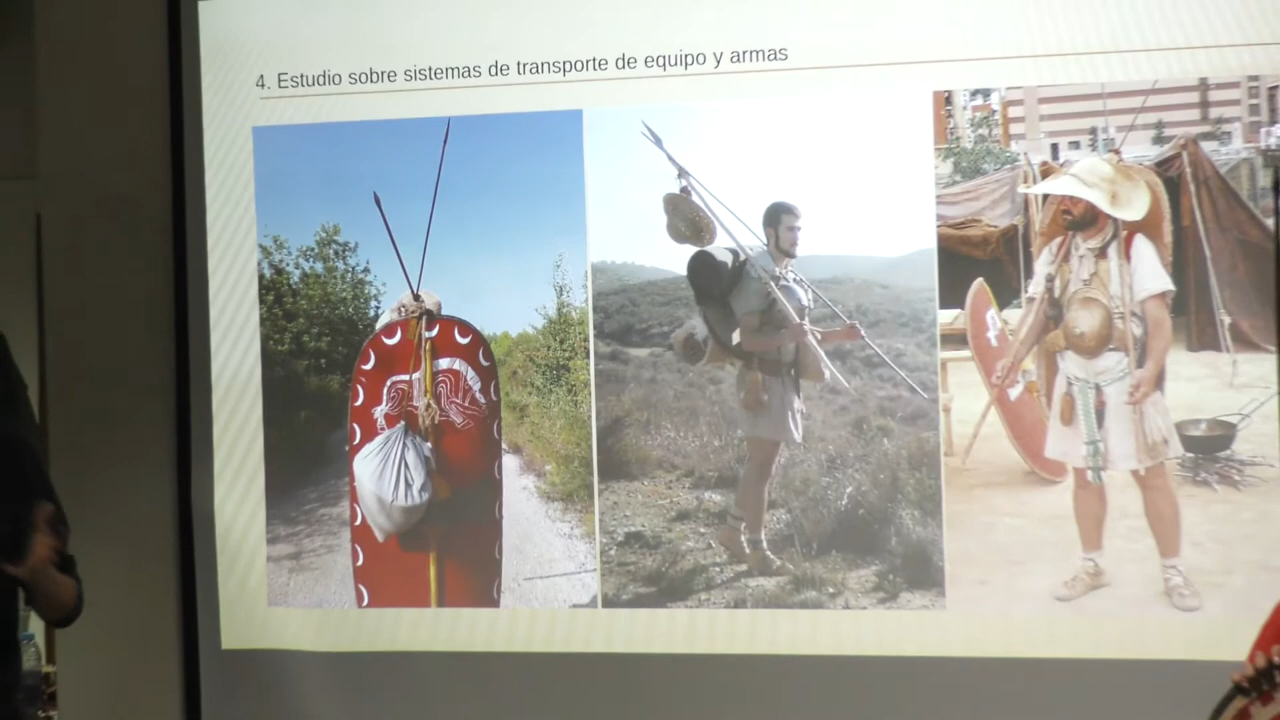 4. Estudio sobre sistemas de transporte de equipo y armas